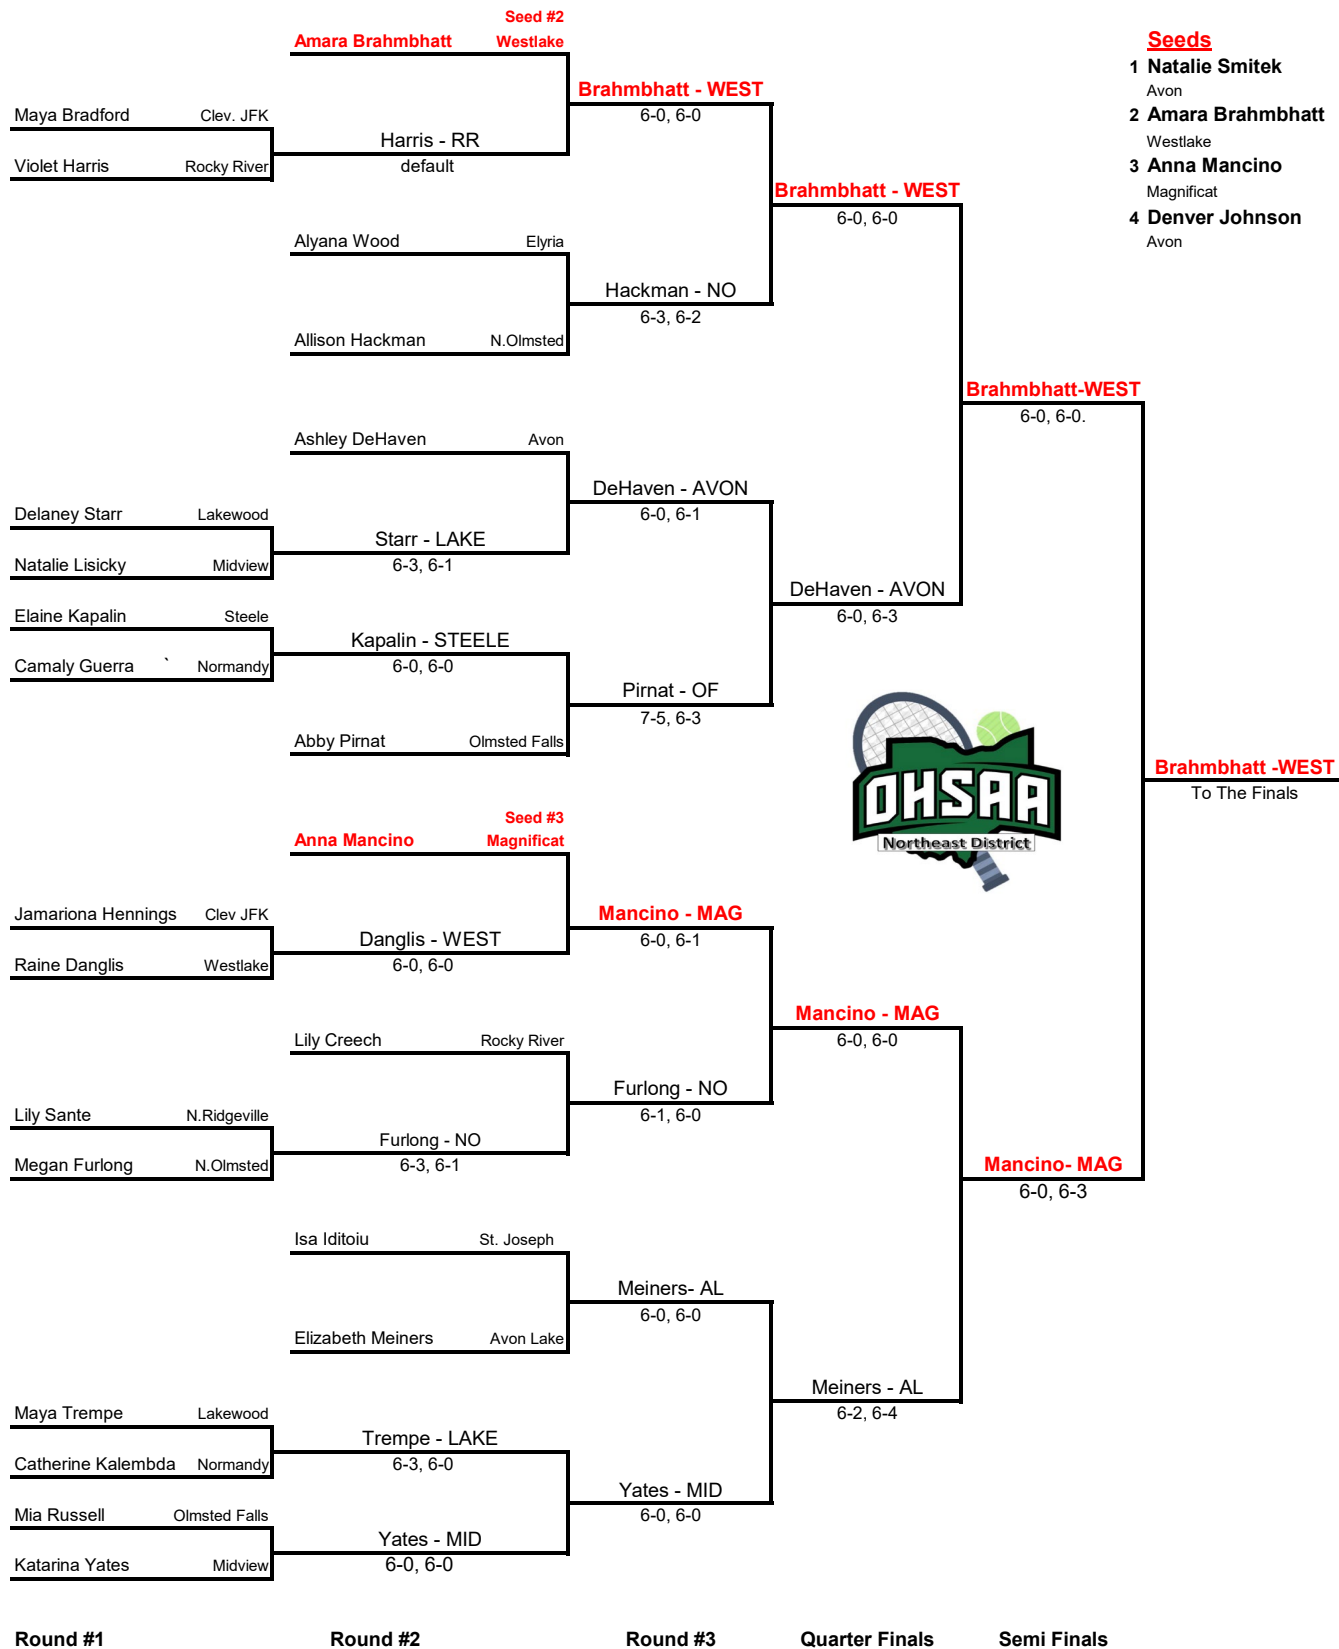 Seed #2
Amara Brahmbhatt Westlake
Seeds
1 Natalie Smitek
Avon
2 Amara Brahmbhatt
Westlake
3 Anna Mancino
Magnificat
4 Denver Johnson
Avon
Brahmbhatt - WEST
6-0, 6-0
Maya Bradford Clev. JFK
Harris - RR
default
Violet Harris Rocky River
Brahmbhatt - WEST
6-0, 6-0
Alyana Wood Elyria
Hackman - NO
6-3, 6-2
Allison Hackman N.Olmsted
Brahmbhatt-WEST
6-0, 6-0.
Ashley DeHaven Avon
DeHaven - AVON
6-0, 6-1
Delaney Starr Lakewood
Starr - LAKE
6-3, 6-1
Natalie Lisicky Midview
DeHaven - AVON
6-0, 6-3
Elaine Kapalin Steele
Kapalin - STEELE
6-0, 6-0
Camaly Guerra ` Normandy
Pirnat - OF
7-5, 6-3
Abby Pirnat Olmsted Falls
OHSAA
Northeast District
Brahmbhatt -WEST
To The Finals
Seed #3
Anna Mancino Magnificat
Jamariona Hennings Clev JFK
Mancino - MAG
6-0, 6-1
Danglis - WEST
6-0, 6-0
Raine Danglis Westlake
Mancino - MAG
6-0, 6-0
Lily Creech Rocky River
Furlong - NO
6-1, 6-0
Lily Sante N.Ridgeville
Furlong - NO
6-3, 6-1
Megan Furlong N.Olmsted
Mancino- MAG
6-0, 6-3
Isa Iditoiu St. Joseph
Meiners- AL
6-0, 6-0
Elizabeth Meiners Avon Lake
Meiners - AL
6-2, 6-4
Maya Trempe Lakewood
Trempe - LAKE
6-3, 6-0
Catherine Kalembda Normandy
Yates - MID
6-0, 6-0
Mia Russell Olmsted Falls
Yates - MID
6-0, 6-0
Katarina Yates Midview
Round #1 Round #2 Round #3 Quarter Finals Semi Finals